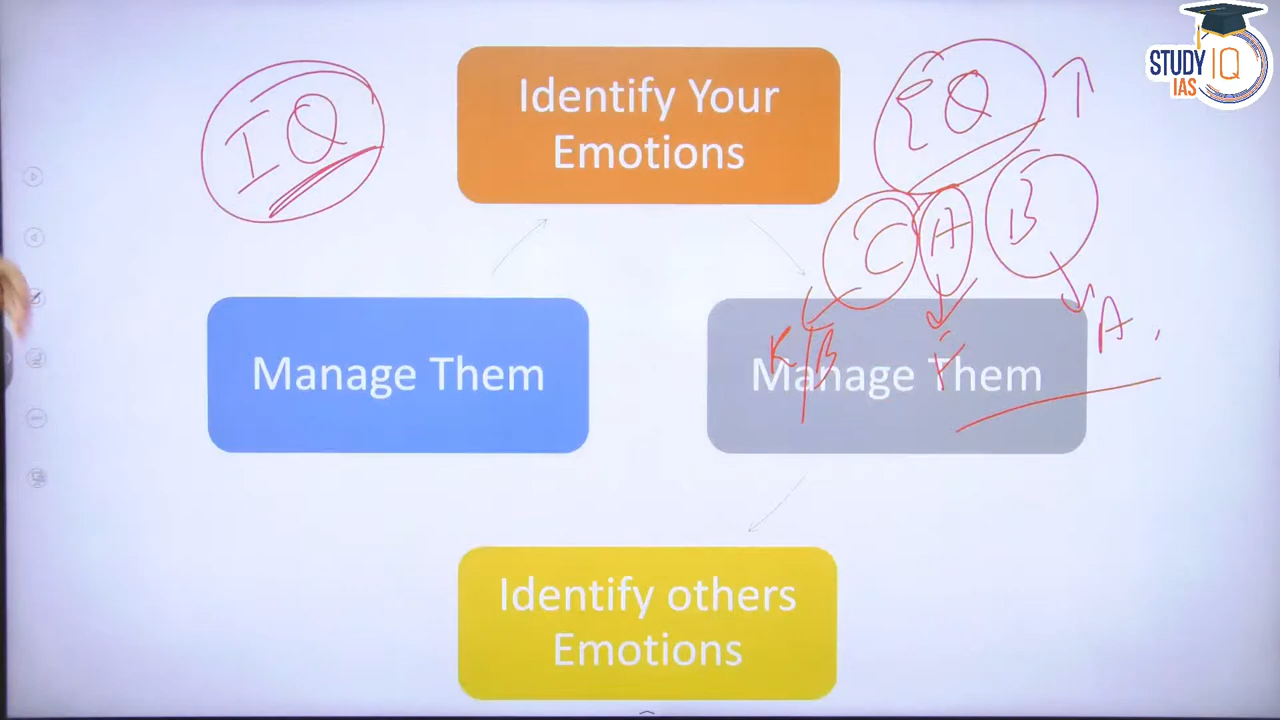 STUDY IQ
IAS
IQ
Identify Your
Emotions
EQ
C A B
K/B
A
Manage Them
Manage Them
Identify others
Emotions